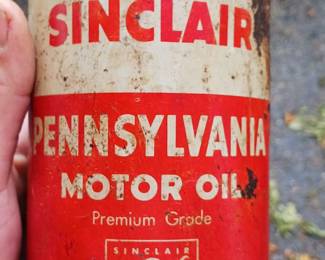 SINCLAIR
PENNSYLVANIA
MOTOR OIL
Premium Grade
SINCLAIR